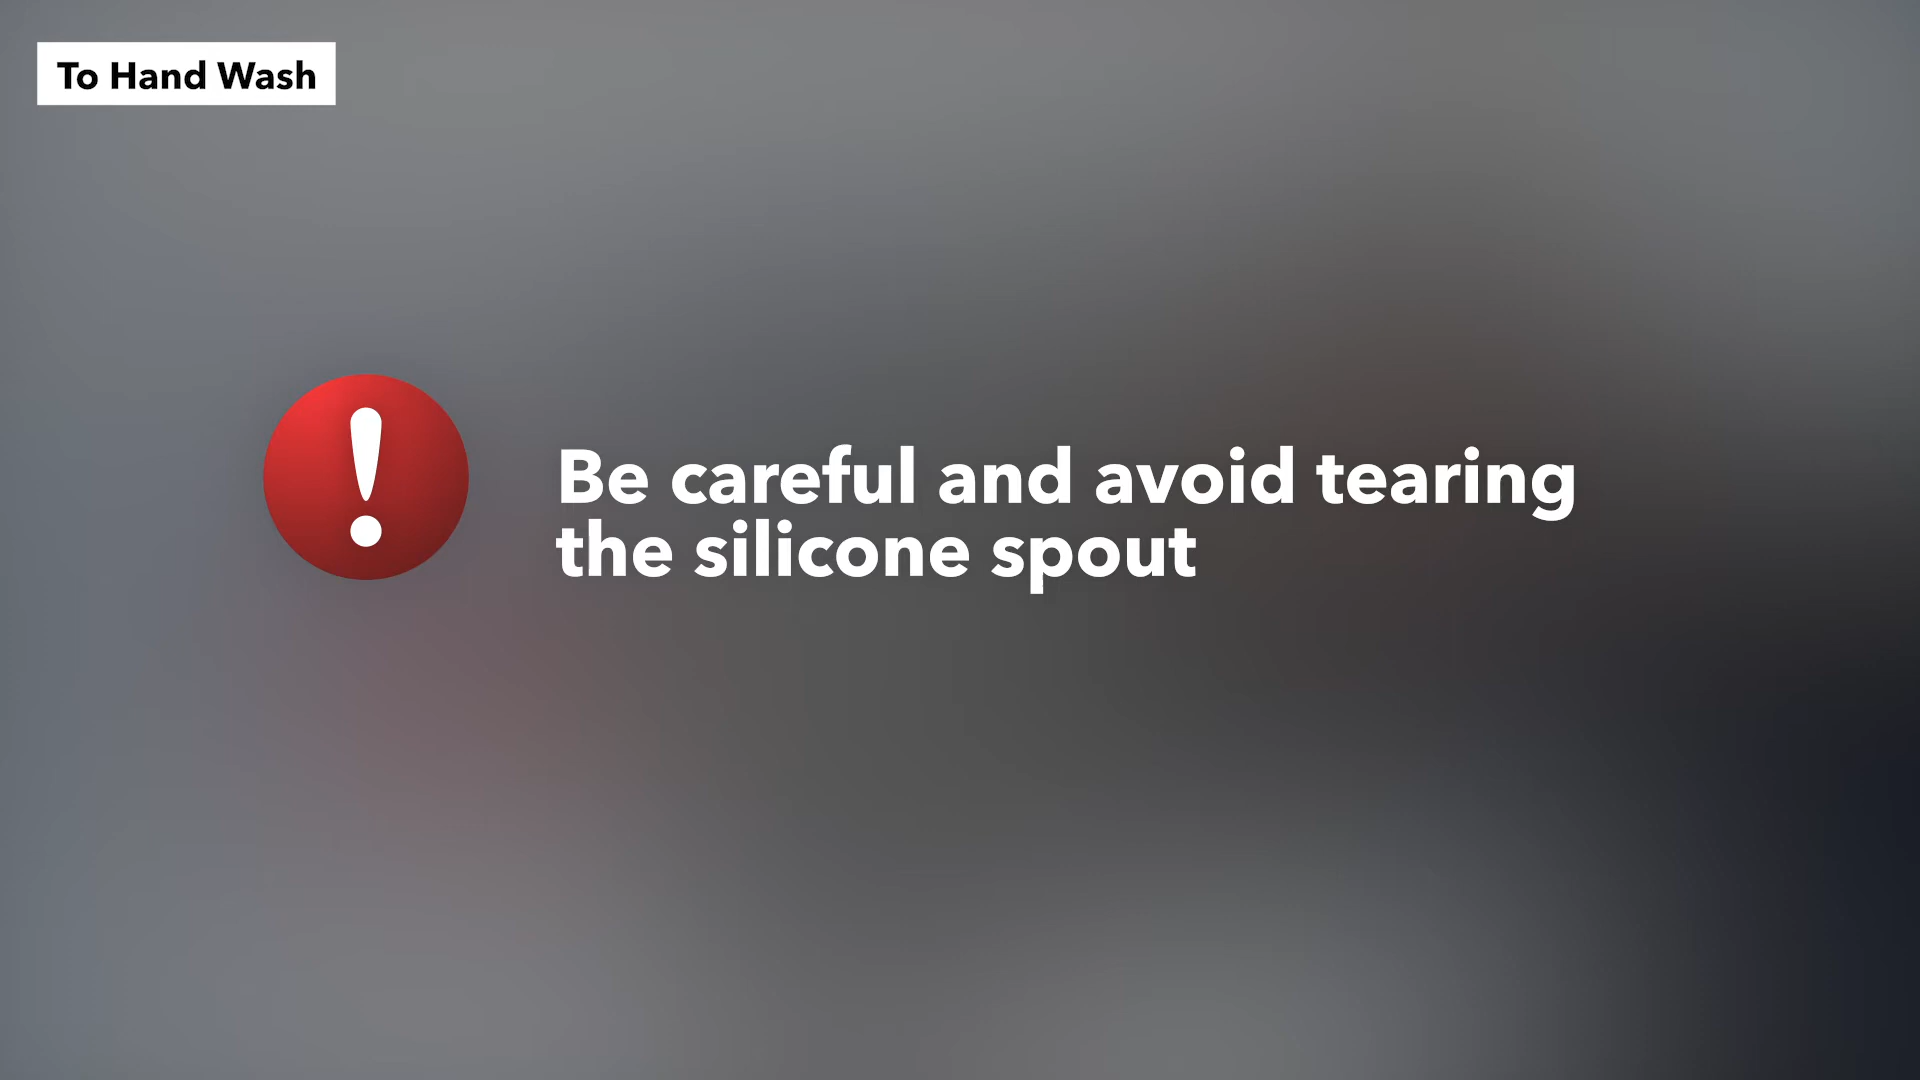 To Hand Wash
Be careful and avoid tearing
the silicone spout